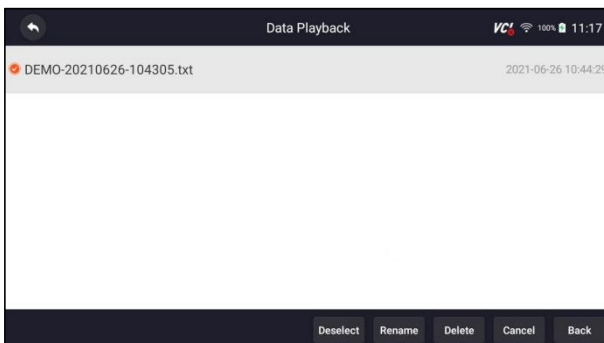 Data Playback VCI 100% 11:17
DEMO-20210626-104305.txt 2021-06-26 10:44:29
Deselect Rename Delete Cancel Back